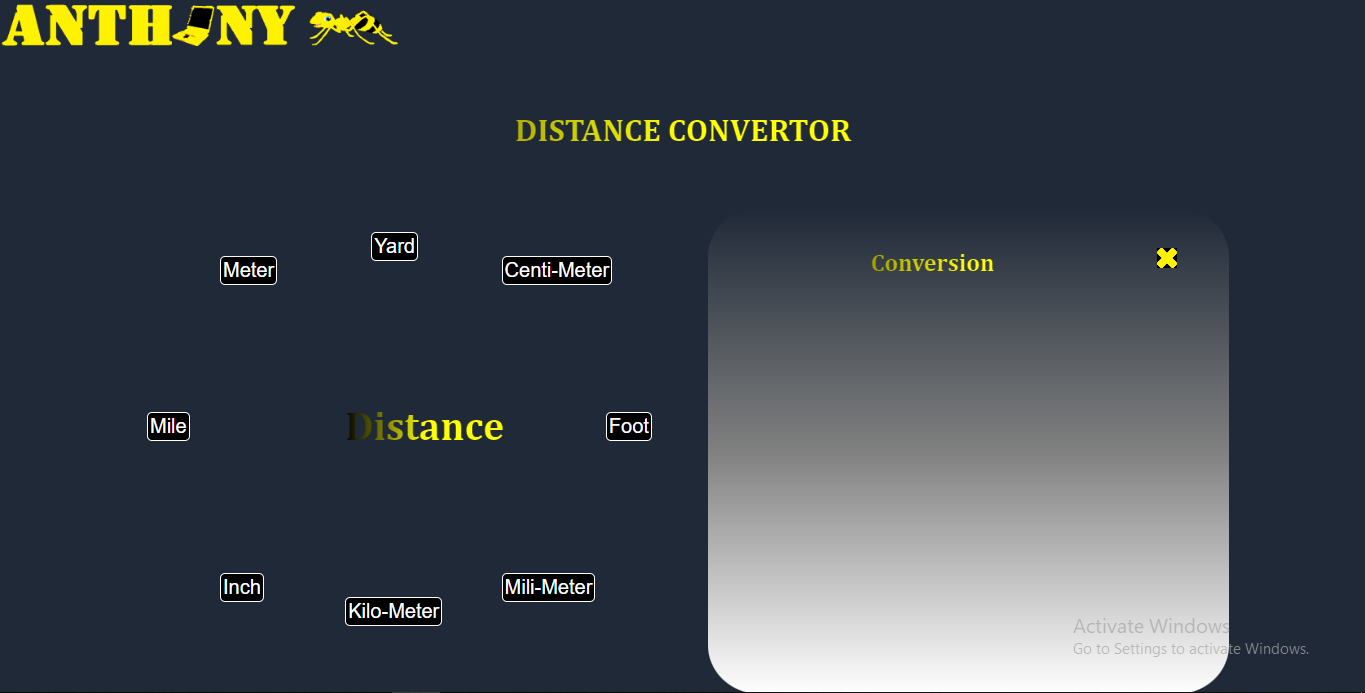 ANTHONY
DISTANCE CONVERTOR
Yard
Meter
Centi-Meter
Conversion
Mile
Distance
Foot
Inch
Mili-Meter
Kilo-Meter
Activate Windows
Go to Settings to activate Windows.